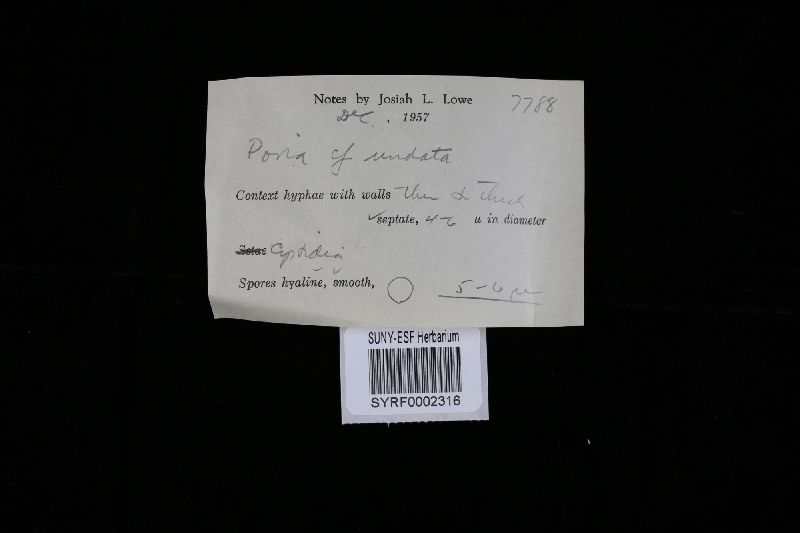 Notes by Josiah L. Lowe 7788
Dec. , 1957
Poria cf undata
Context hyphae with walls thin to thick
septate, 4-6 u in diameter
Setae Cystidia
Spores hyaline, smooth, 5-6 µ
SUNY-ESF Herbarium
SYRF0002316